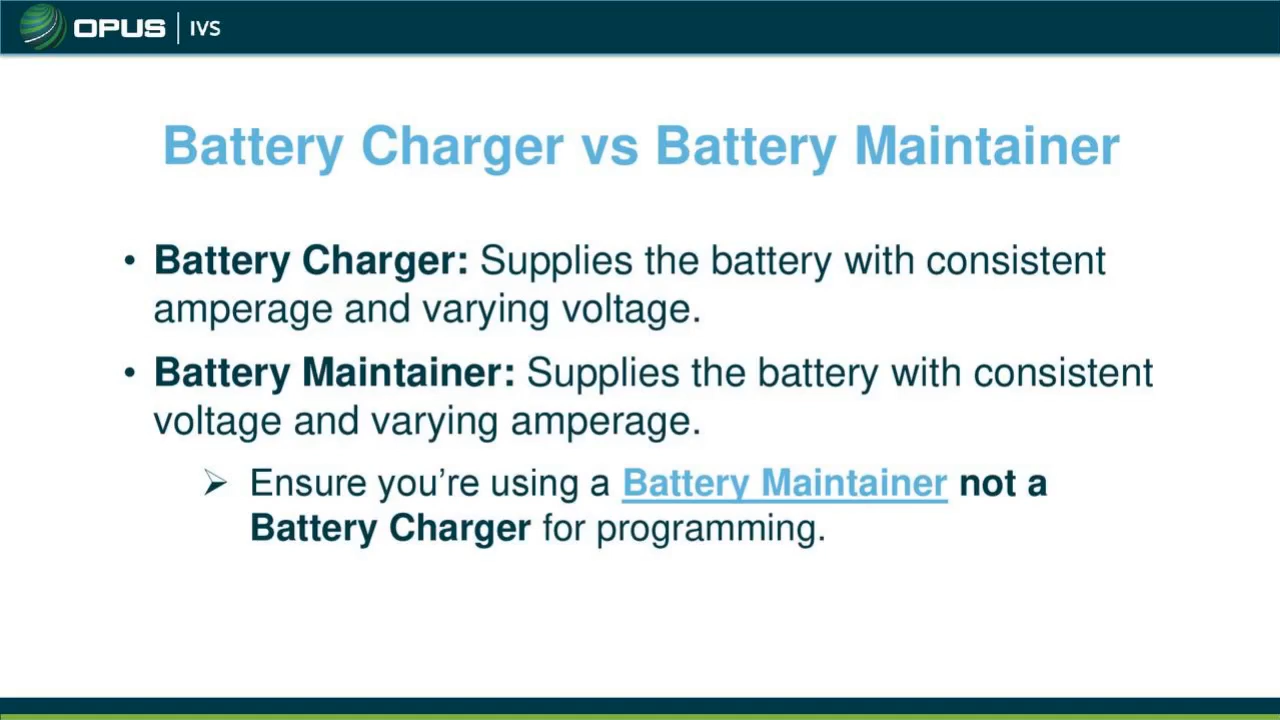 OPUS | IVS
Battery Charger vs Battery Maintainer
• Battery Charger: Supplies the battery with consistent
amperage and varying voltage.
• Battery Maintainer: Supplies the battery with consistent
voltage and varying amperage.
➢ Ensure you’re using a Battery Maintainer not a
Battery Charger for programming.